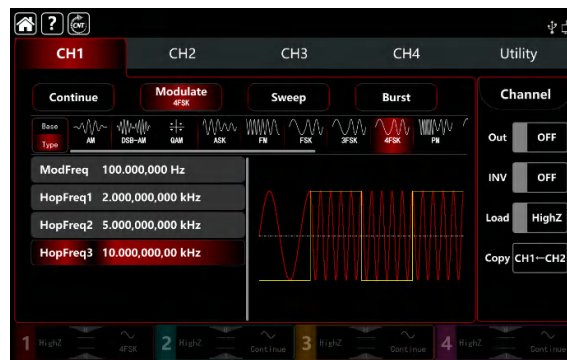 ? CNT
CH1 CH2 CH3 CH4 Utility
Continue Modulate 4FSK Sweep Burst Channel
Base Type AM DSB-AM QAM ASK FM FSK 3FSK 4FSK PM
Out OFF
ModFreq 100.000,000 Hz
INV OFF
HopFreq1 2.000,000,000 kHz
HopFreq2 5.000,000,000 kHz
Load HighZ
HopFreq3 10.000,000,00 kHz
Copy CH1←CH2
1 HighZ 4FSK 2 HighZ Continue 3 HighZ Continue 4 HighZ Continue